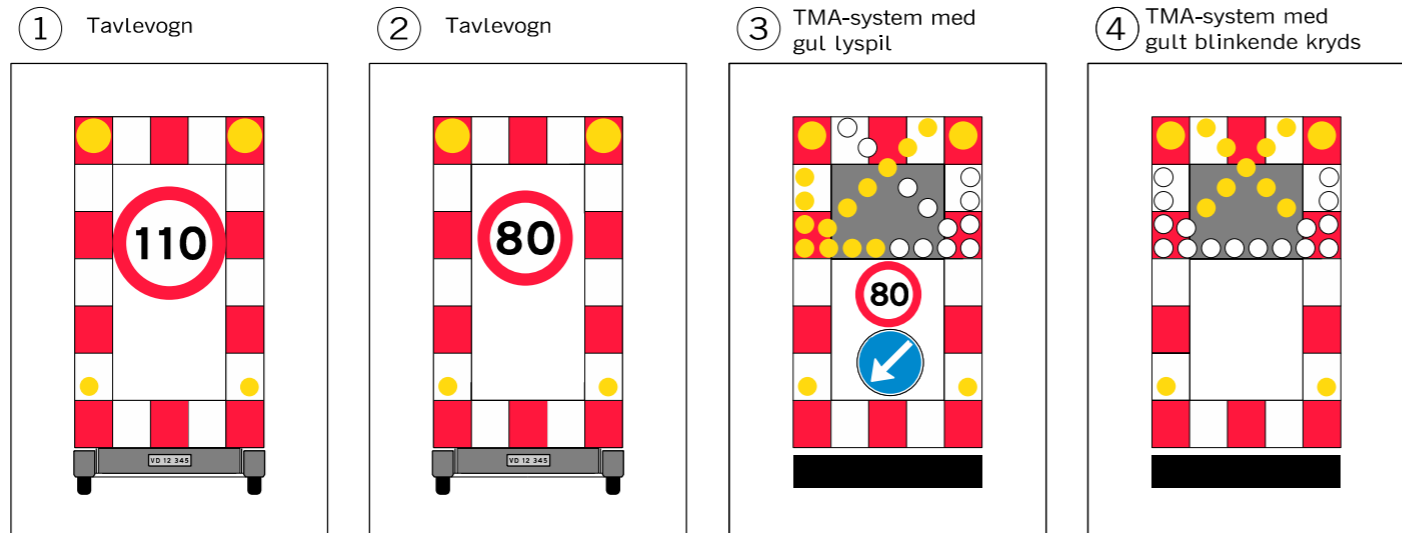 1 Tavlevogn
2 Tavlevogn
3 TMA-system med
gul lyspil
4 TMA-system med
gult blinkende kryds
110
80
80
VD 12 345
VD 12 345